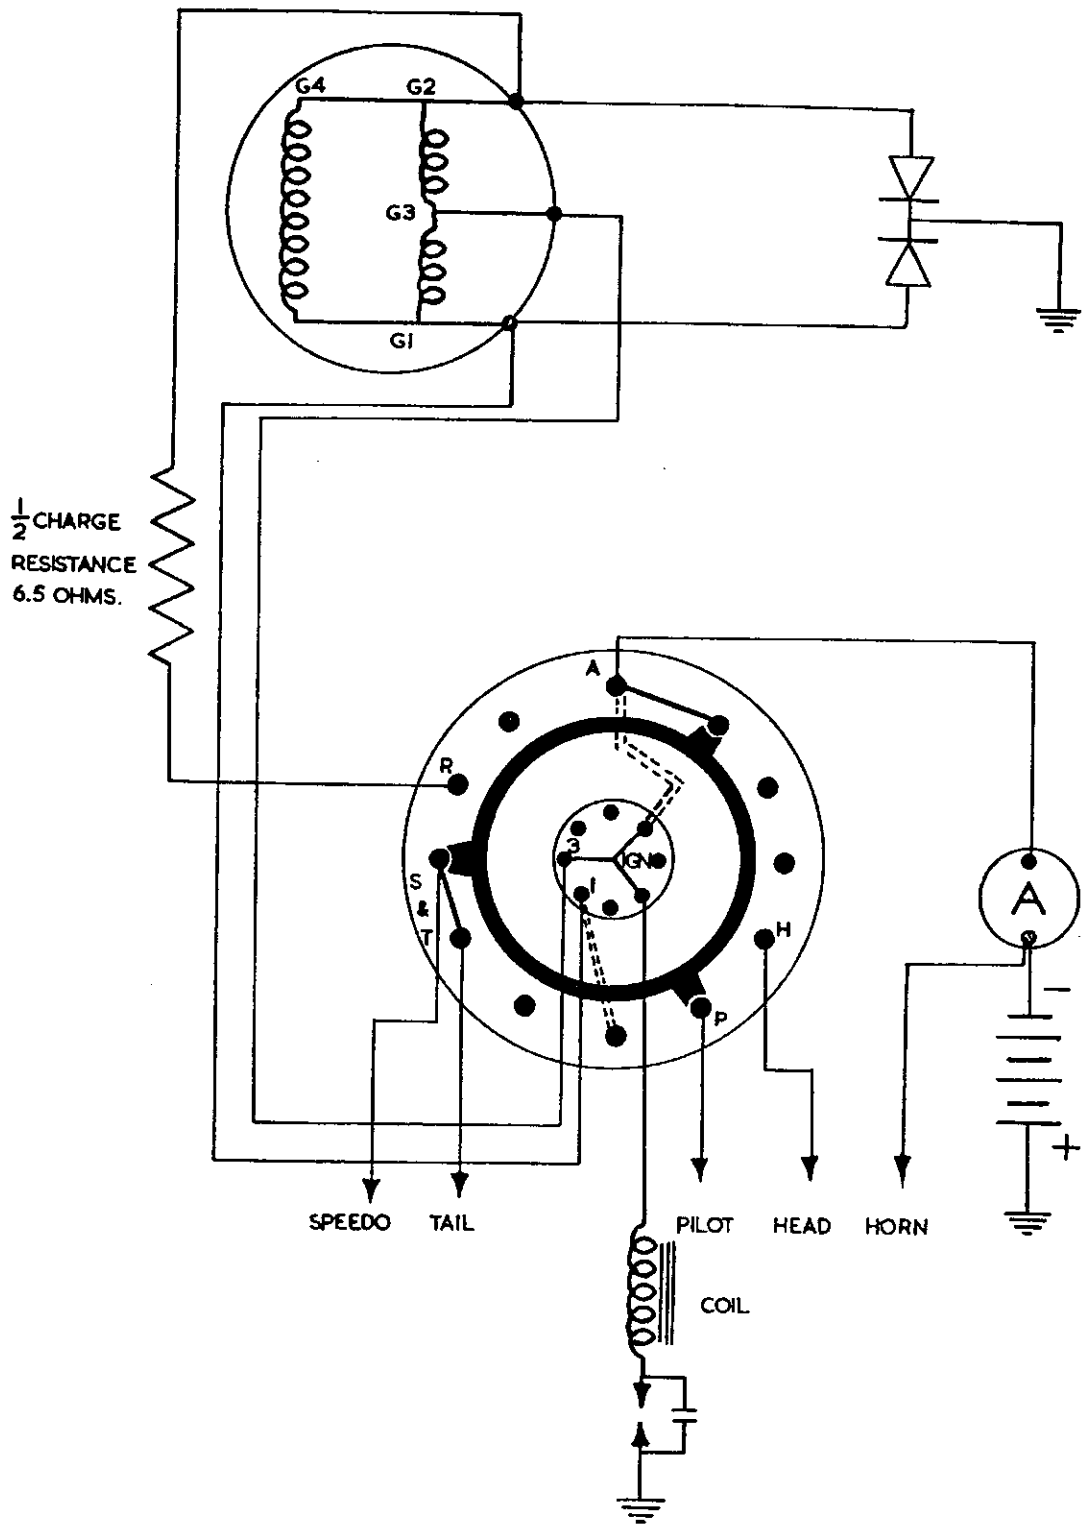 G4 G2
G3
G1
1/2 CHARGE
RESISTANCE
6.5 OHMS.
A
R
3
IGN
1
S
&
T
H
P
A
−
+
SPEEDO TAIL PILOT HEAD HORN
COIL